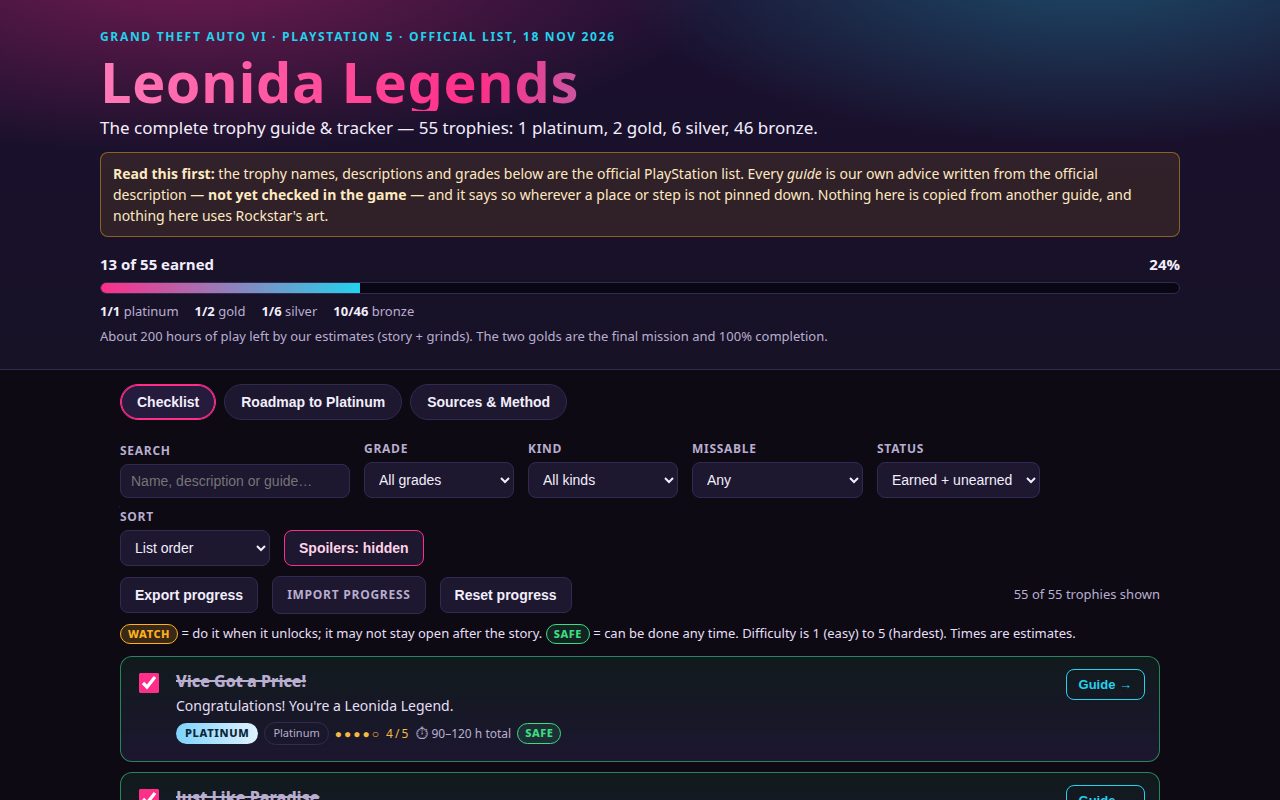 GRAND THEFT AUTO VI · PLAYSTATION 5 · OFFICIAL LIST, 18 NOV 2026
Leonida Legends
The complete trophy guide & tracker — 55 trophies: 1 platinum, 2 gold, 6 silver, 46 bronze.
Read this first: the trophy names, descriptions and grades below are the official PlayStation list. Every guide is our own advice written from the official
description — not yet checked in the game — and it says so wherever a place or step is not pinned down. Nothing here is copied from another guide, and
nothing here uses Rockstar's art.
13 of 55 earned 24%
1/1 platinum 1/2 gold 1/6 silver 10/46 bronze
About 200 hours of play left by our estimates (story + grinds). The two golds are the final mission and 100% completion.
Checklist Roadmap to Platinum Sources & Method
SEARCH GRADE KIND MISSABLE STATUS
Name, description or guide… All grades All kinds Any Earned + unearned
SORT
List order Spoilers: hidden
Export progress IMPORT PROGRESS Reset progress 55 of 55 trophies shown
WATCH = do it when it unlocks; it may not stay open after the story. SAFE = can be done any time. Difficulty is 1 (easy) to 5 (hardest). Times are estimates.
Vice Got a Price! Guide →
Congratulations! You're a Leonida Legend.
PLATINUM Platinum ●●●●○ 4/5 ⏱ 90–120 h total SAFE
Just Like Paradise Guide →